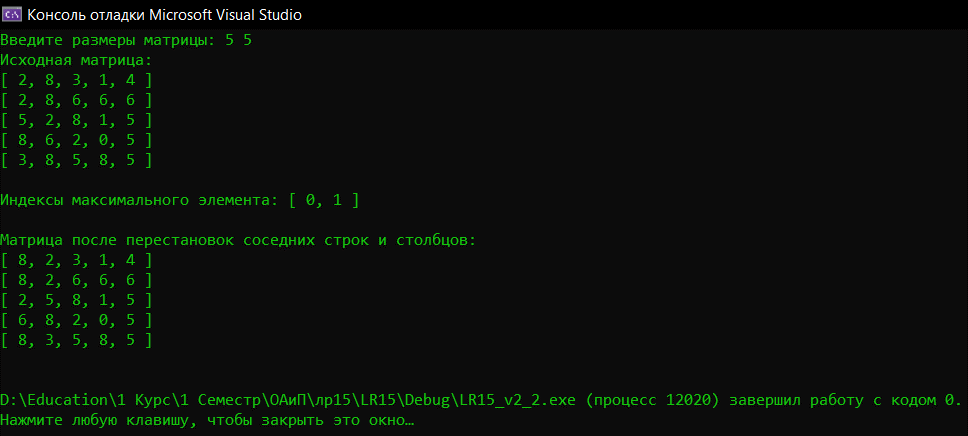 Консоль отладки Microsoft Visual Studio
Введите размеры матрицы: 5 5
Исходная матрица:
[ 2, 8, 3, 1, 4 ]
[ 2, 8, 6, 6, 6 ]
[ 5, 2, 8, 1, 5 ]
[ 8, 6, 2, 0, 5 ]
[ 3, 8, 5, 8, 5 ]
Индексы максимального элемента: [ 0, 1 ]
Матрица после перестановок соседних строк и столбцов:
[ 8, 2, 3, 1, 4 ]
[ 8, 2, 6, 6, 6 ]
[ 2, 5, 8, 1, 5 ]
[ 6, 8, 2, 0, 5 ]
[ 8, 3, 5, 8, 5 ]
D:\Education\1 Курс\1 Семестр\ОАиП\лр15\LR15\Debug\LR15_v2_2.exe (процесс 12020) завершил работу с кодом 0.
Нажмите любую клавишу, чтобы закрыть это окно…